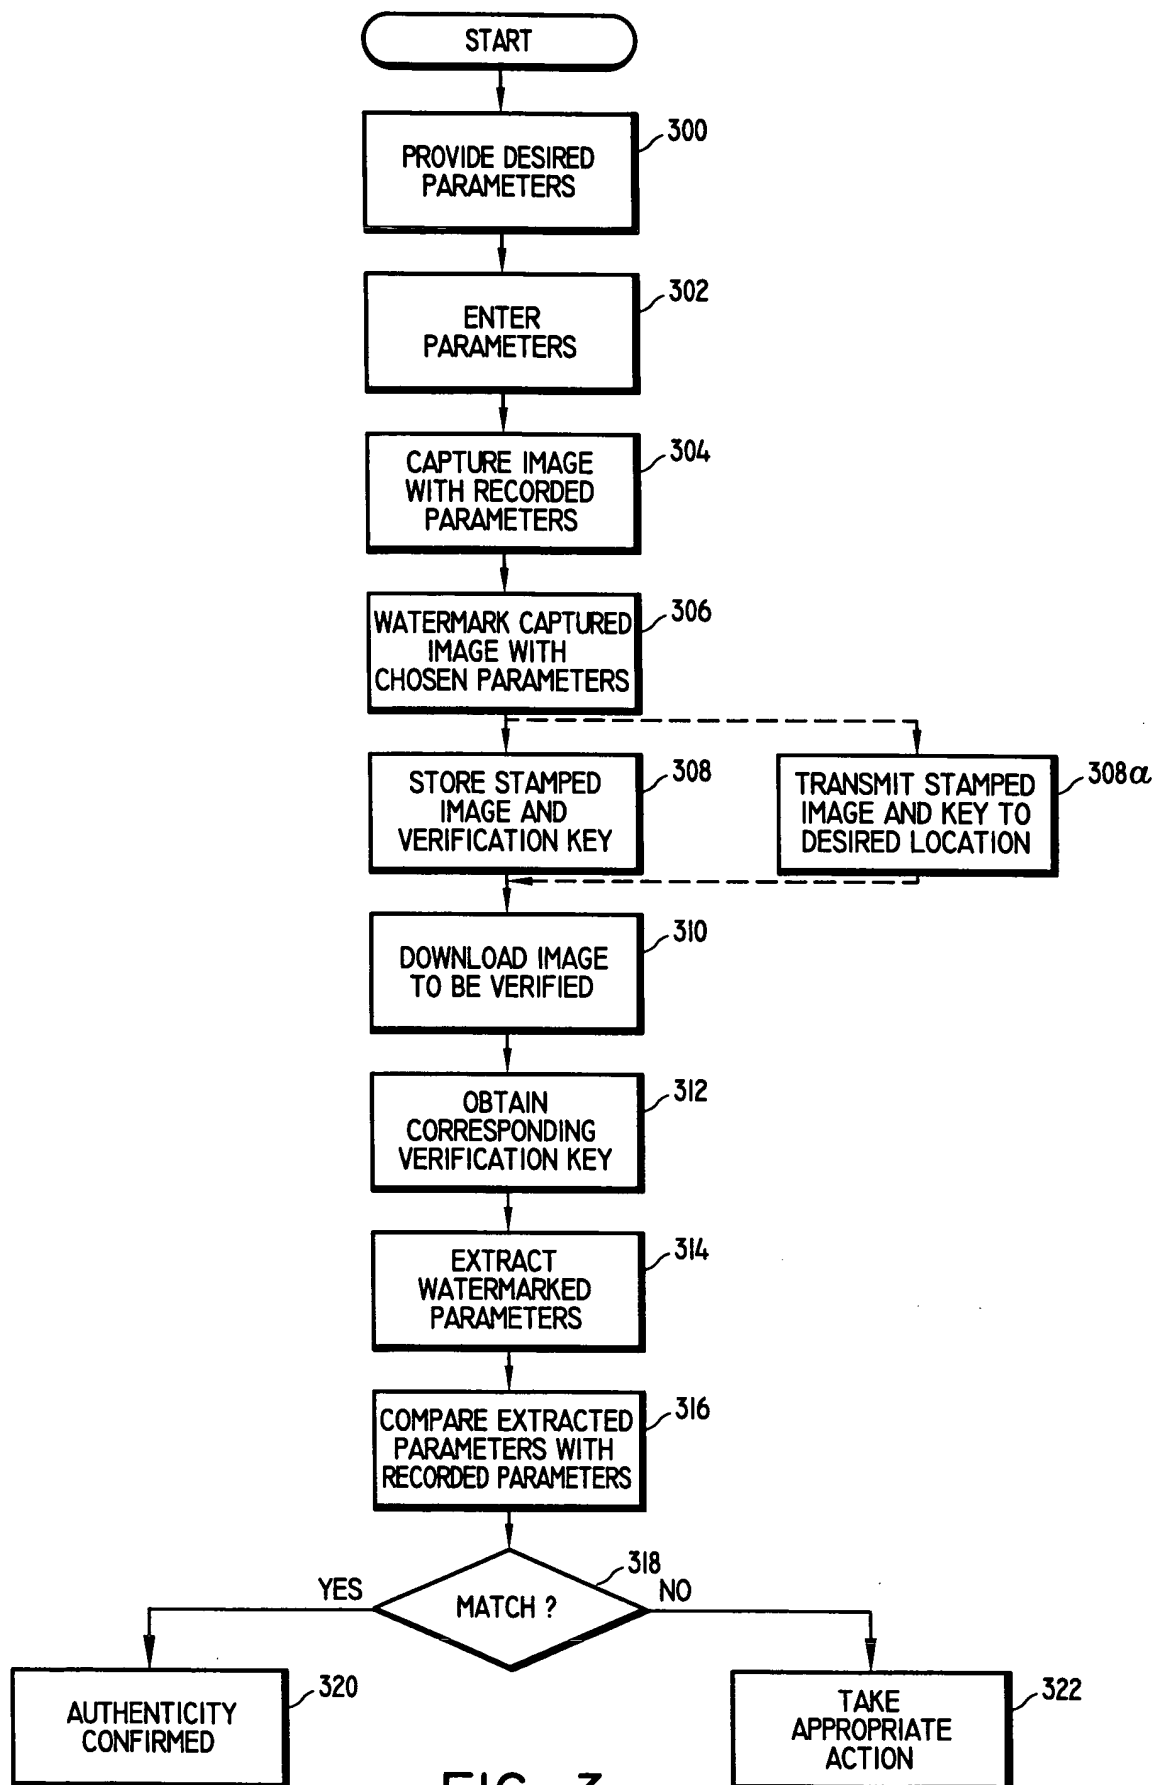 START
PROVIDE DESIRED
PARAMETERS
300
ENTER
PARAMETERS
302
CAPTURE IMAGE
WITH RECORDED
PARAMETERS
304
WATERMARK CAPTURED
IMAGE WITH
CHOSEN PARAMETERS
306
STORE STAMPED
IMAGE AND
VERIFICATION KEY
308
TRANSMIT STAMPED
IMAGE AND KEY TO
DESIRED LOCATION
308a
DOWNLOAD IMAGE
TO BE VERIFIED
310
OBTAIN
CORRESPONDING
VERIFICATION KEY
312
EXTRACT
WATERMARKED
PARAMETERS
314
COMPARE EXTRACTED
PARAMETERS WITH
RECORDED PARAMETERS
316
MATCH ?
318
YES
NO
AUTHENTICITY
CONFIRMED
320
TAKE
APPROPRIATE
ACTION
322
FIG. 3